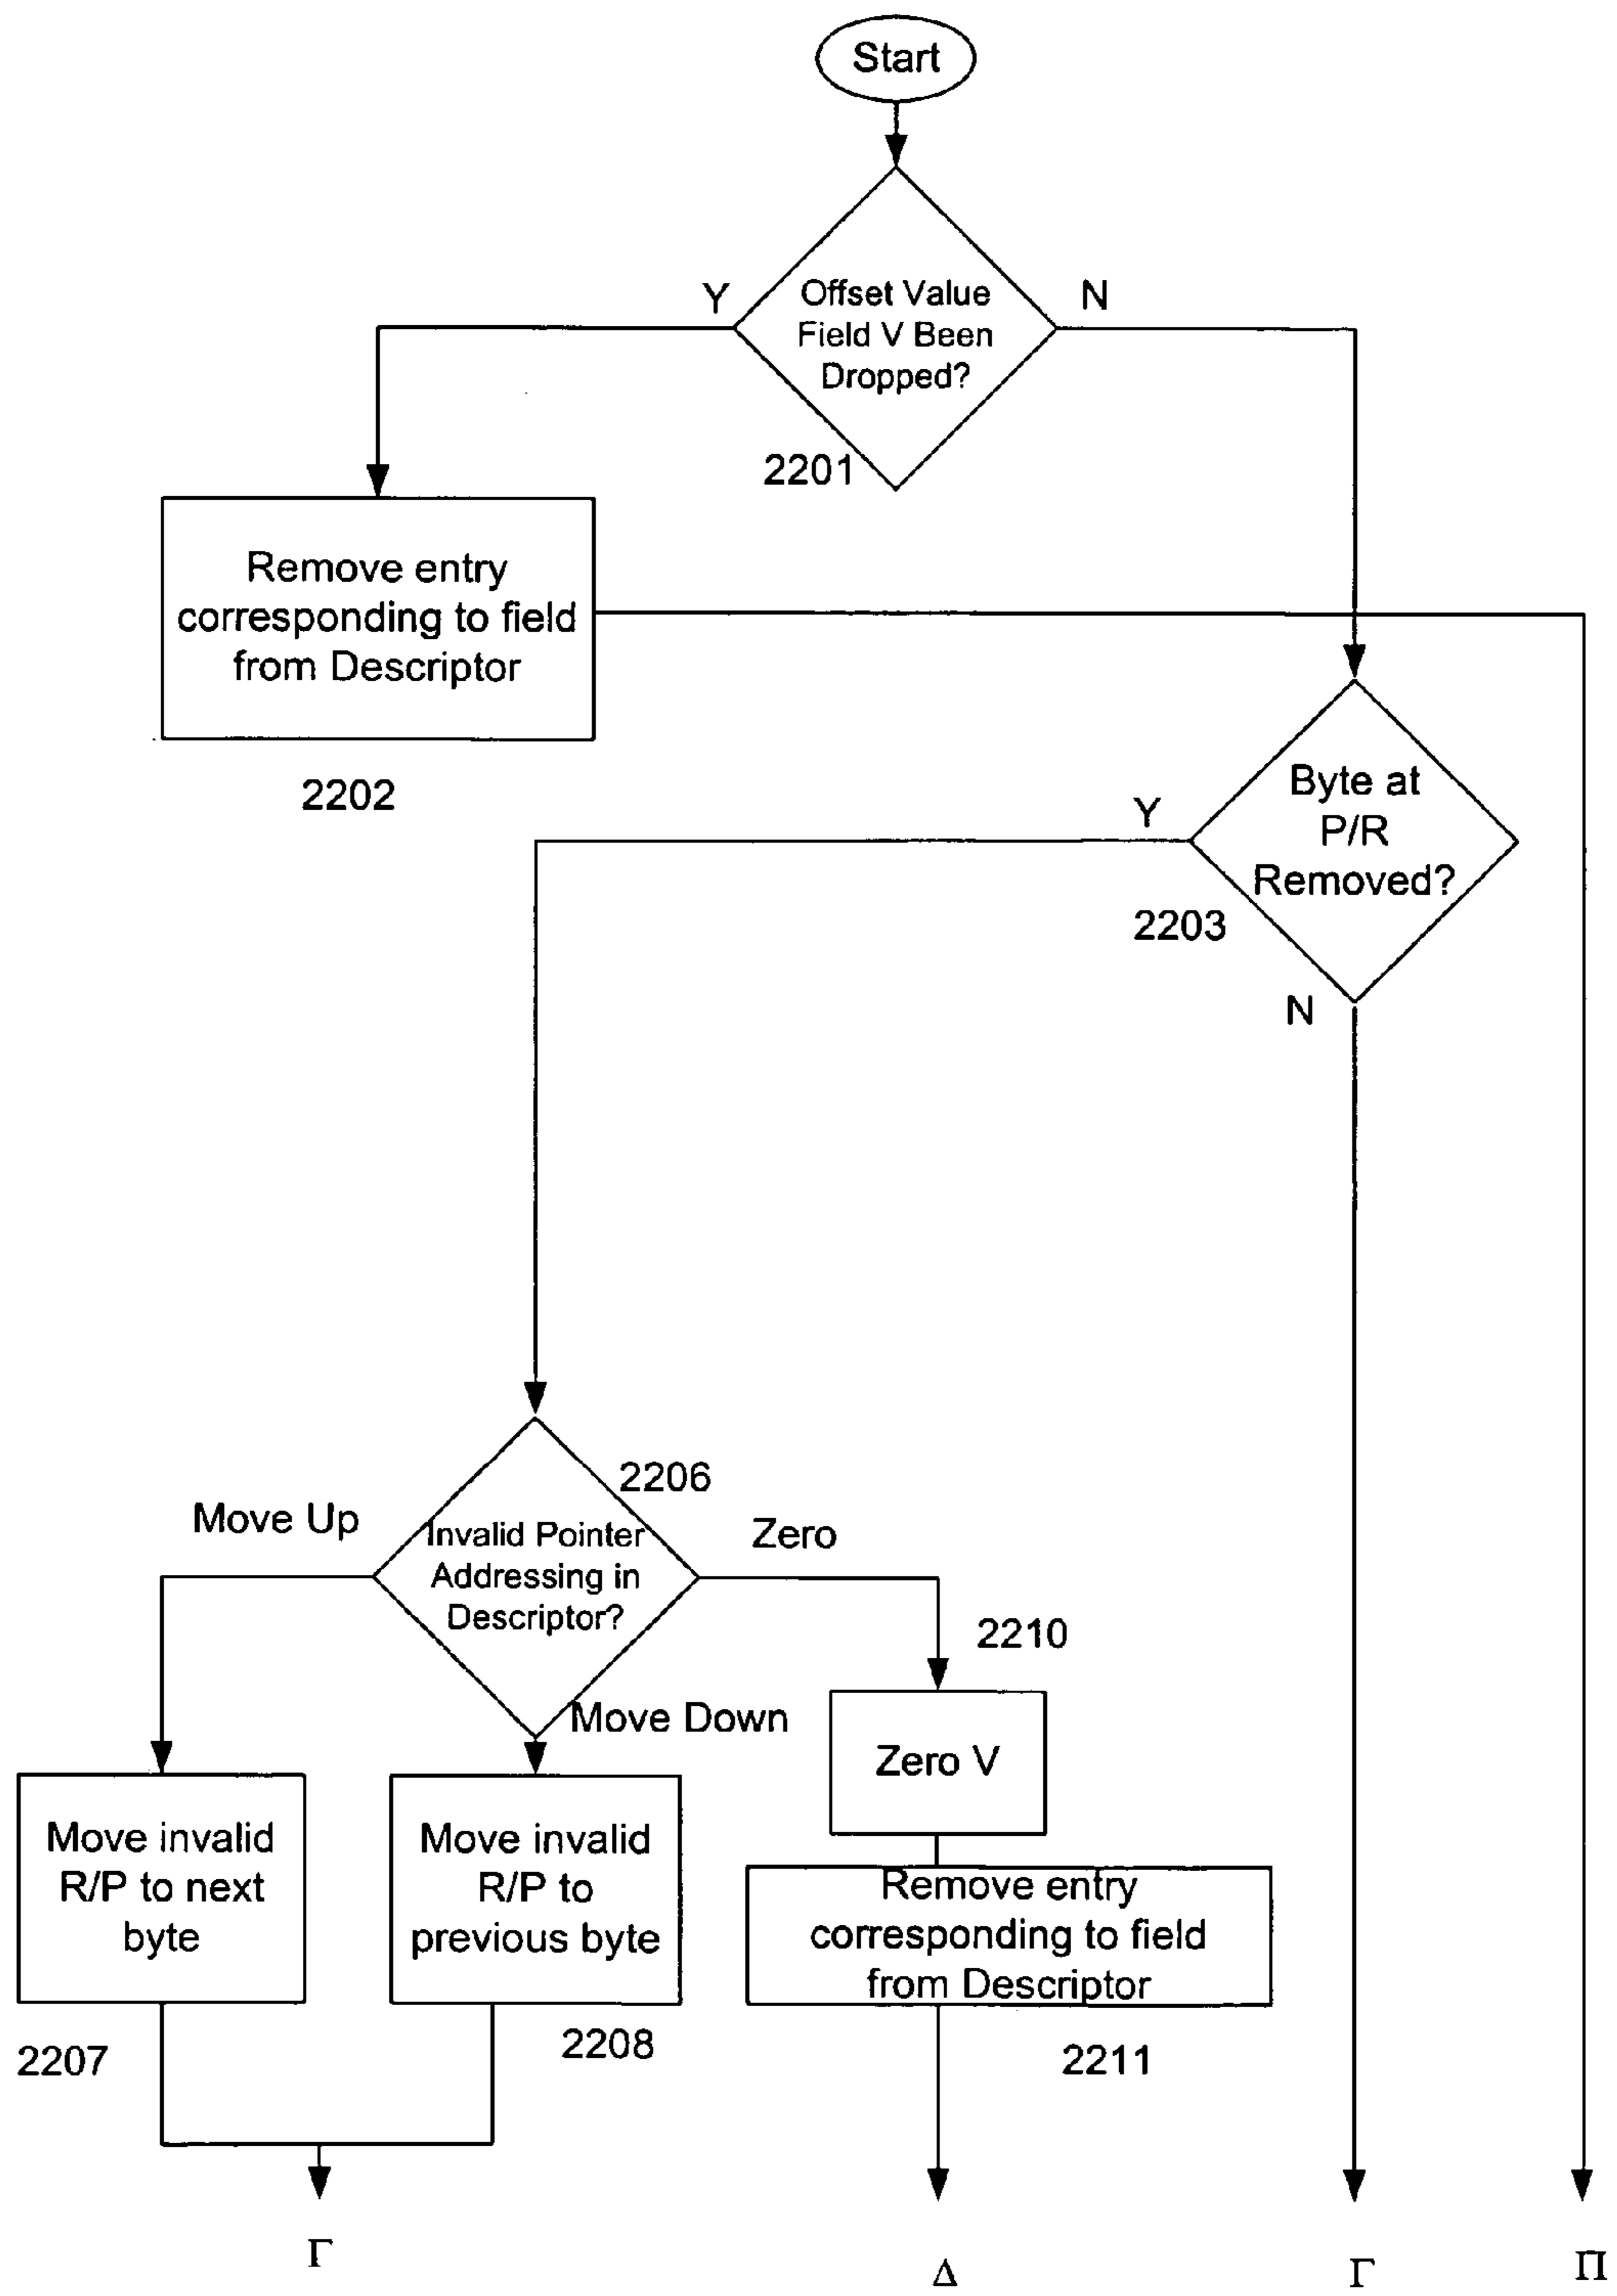 Start
Y
N
Offset Value
Field V Been
Dropped?
2201
Remove entry
corresponding to field
from Descriptor
2202
Byte at
P/R
Removed?
Y
2203
N
2206
Move Up
Invalid Pointer
Addressing in
Descriptor?
Zero
2210
Move Down
Zero V
Move invalid
R/P to next
byte
Move invalid
R/P to
previous byte
Remove entry
corresponding to field
from Descriptor
2207
2208
2211
Γ
Δ
Γ
Π